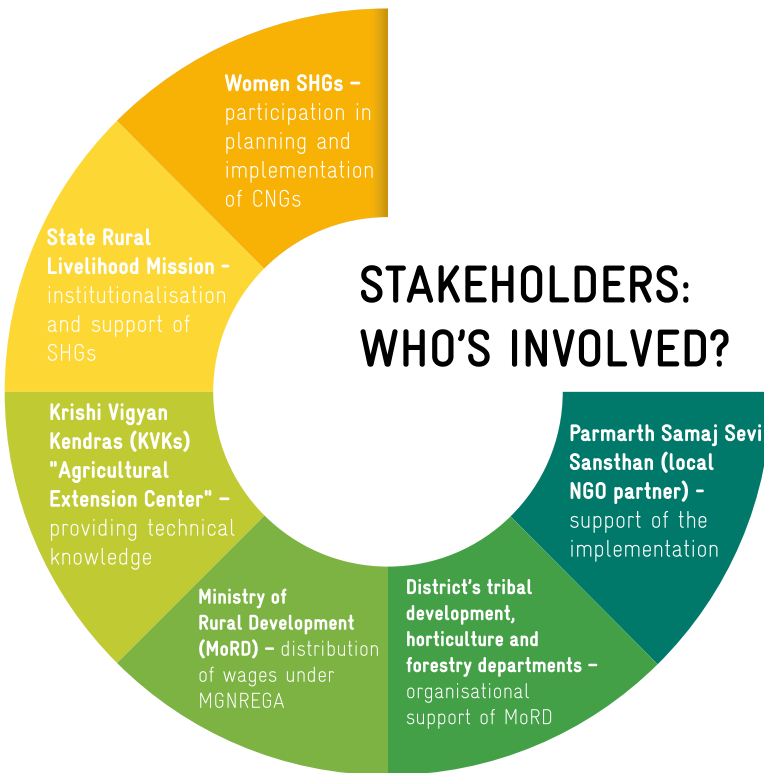 STAKEHOLDERS:
WHO'S INVOLVED?
Women SHGs –
participation in
planning and
implementation
of CNGs
State Rural
Livelihood Mission –
institutionalisation
and support of
SHGs
Krishi Vigyan
Kendras (KVKs)
"Agricultural
Extension Center" –
providing technical
knowledge
Ministry of
Rural Development
(MoRD) – distribution
of wages under
MGNREGA
District's tribal
development,
horticulture and
forestry departments –
organisational
support of MoRD
Parmarth Samaj Sevi
Sansthan (local
NGO partner) –
support of the
implementation